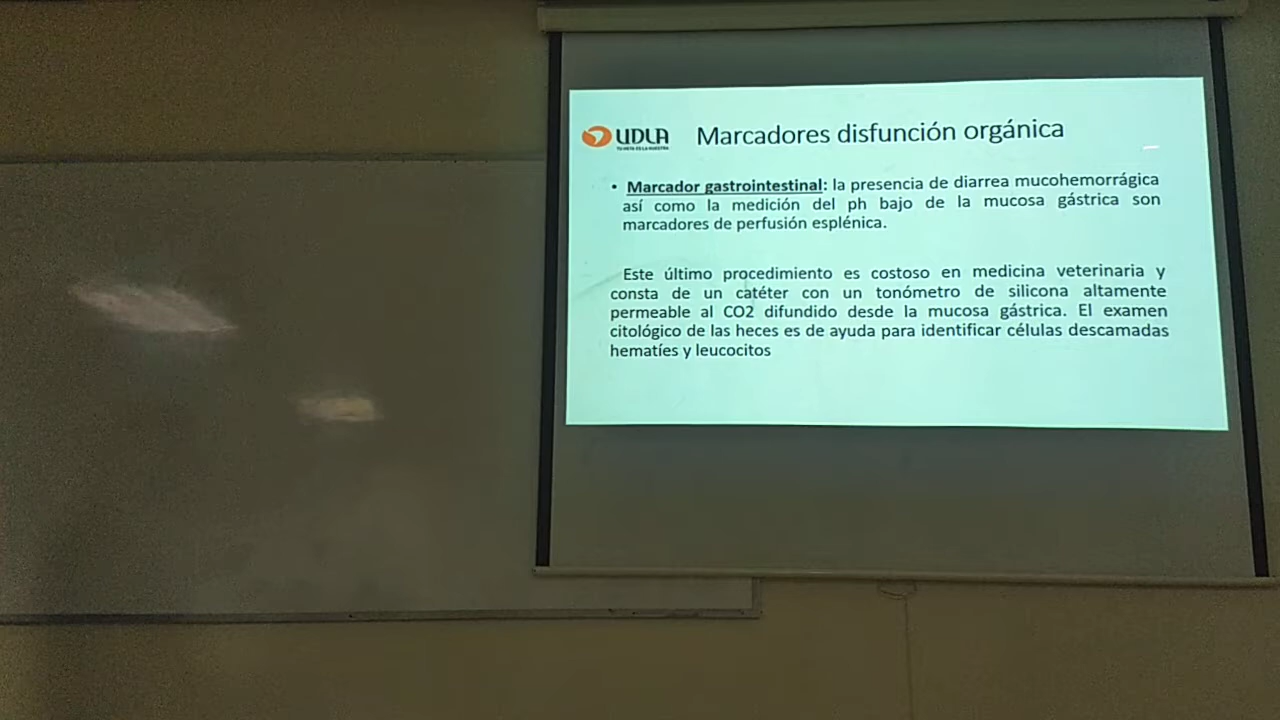 UDLA
Marcadores disfunción orgánica
• Marcador gastrointestinal: la presencia de diarrea mucohemorrágica
así como la medición del ph bajo de la mucosa gástrica son
marcadores de perfusión esplénica.
Este último procedimiento es costoso en medicina veterinaria y
consta de un catéter con un tonómetro de silicona altamente
permeable al CO2 difundido desde la mucosa gástrica. El examen
citológico de las heces es de ayuda para identificar células descamadas
hematíes y leucocitos